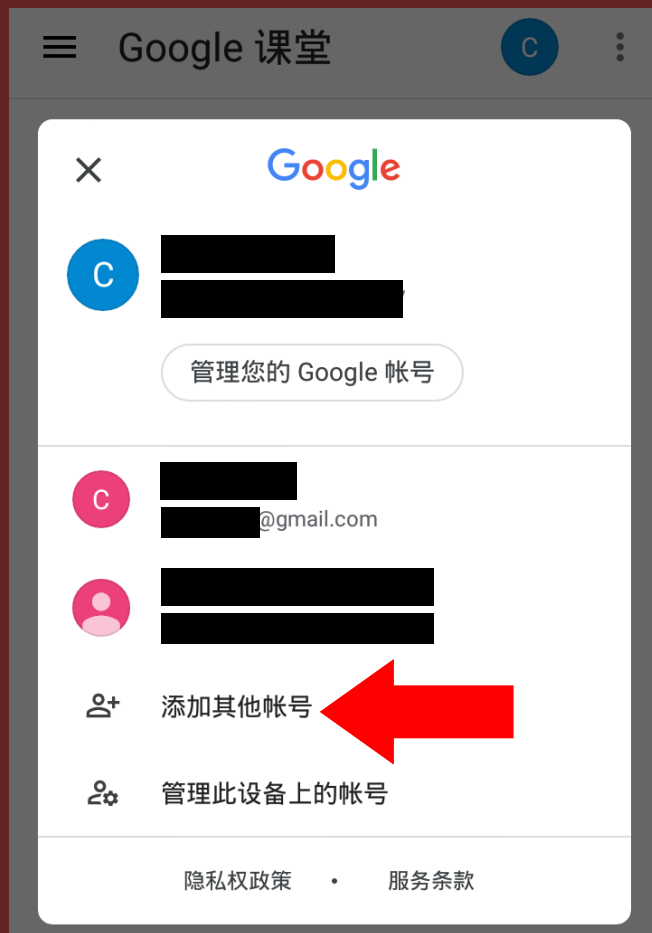 Google 课堂
C
Google
C
管理您的 Google 帐号
C
@gmail.com
添加其他帐号
管理此设备上的帐号
隐私权政策 • 服务条款